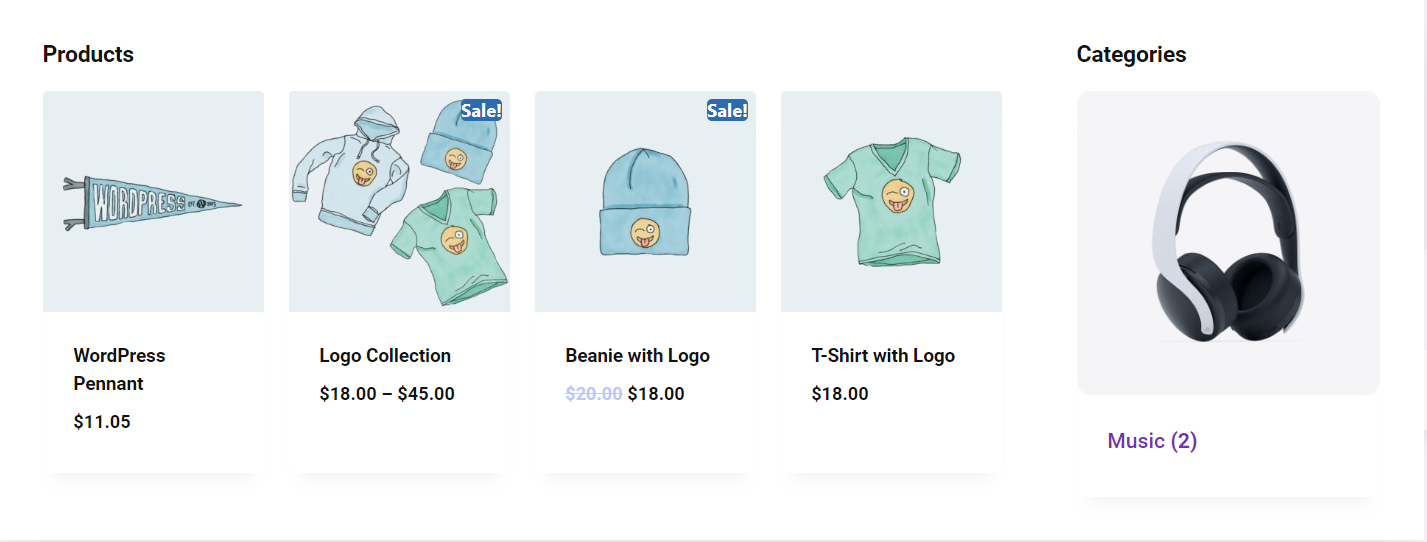 Products
Categories
WORDPRESS
Sale!
Sale!
WordPress
Pennant
$11.05
Logo Collection
$18.00 – $45.00
Beanie with Logo
$20.00 $18.00
T-Shirt with Logo
$18.00
Music (2)